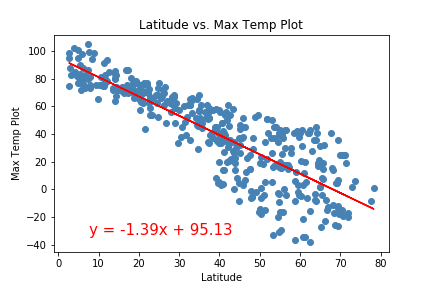 Latitude vs. Max Temp Plot
Max Temp Plot
100
80
60
40
20
0
−20
−40
y = -1.39x + 95.13
0 10 20 30 40 50 60 70 80
Latitude